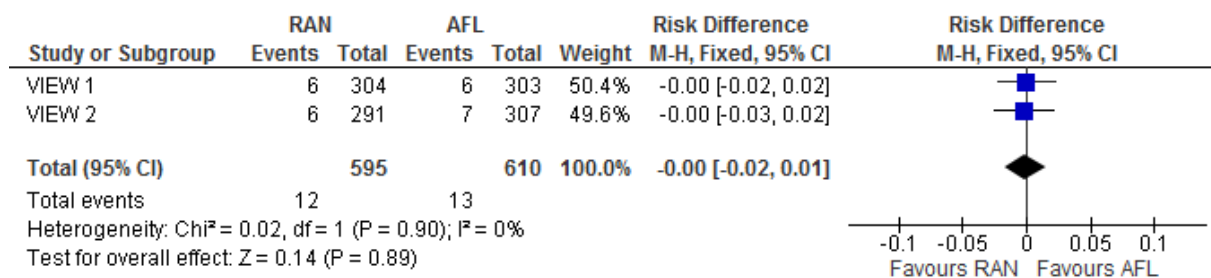 RAN AFL Risk Difference Risk Difference
Study or Subgroup Events Total Events Total Weight M-H, Fixed, 95% CI M-H, Fixed, 95% CI
VIEW 1 6 304 6 303 50.4% -0.00 [-0.02, 0.02]
VIEW 2 6 291 7 307 49.6% -0.00 [-0.03, 0.02]
Total (95% CI) 595 610 100.0% -0.00 [-0.02, 0.01]
Total events 12 13
Heterogeneity: Chi² = 0.02, df = 1 (P = 0.90); I² = 0%
Test for overall effect: Z = 0.14 (P = 0.89)
-0.1 -0.05 0 0.05 0.1
Favours RAN Favours AFL